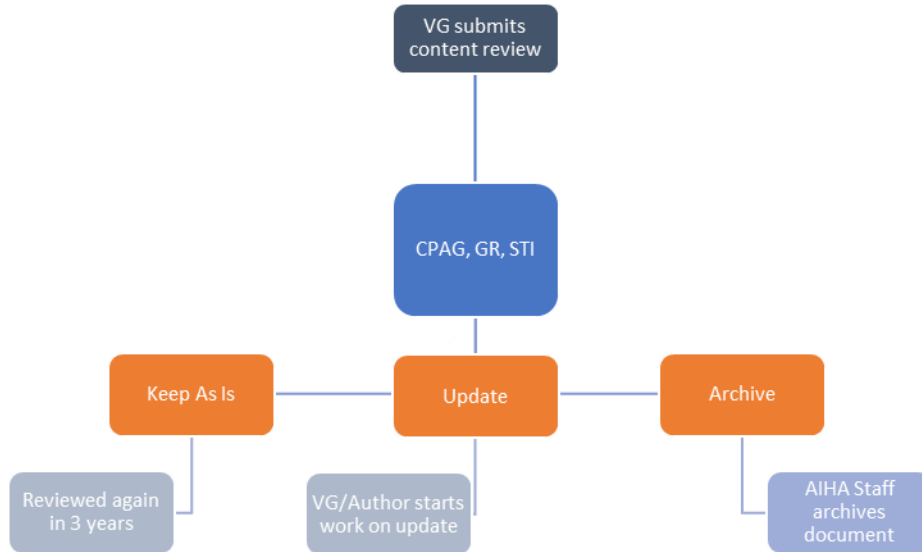 VG submits
content review
CPAG, GR, STI
Keep As Is
Update
Archive
Reviewed again
in 3 years
VG/Author starts
work on update
AIHA Staff
archives
document